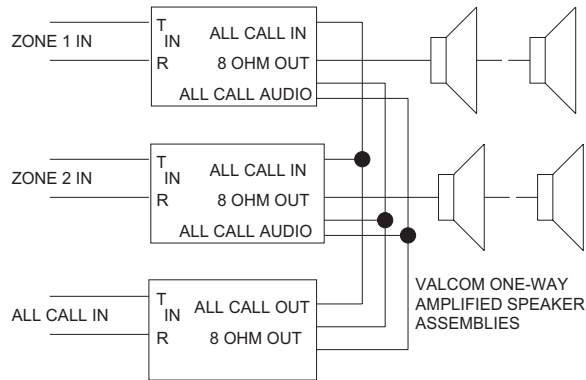 ZONE 1 IN
T
IN
R
ALL CALL IN
8 OHM OUT
ALL CALL AUDIO
ZONE 2 IN
T
IN
R
ALL CALL IN
8 OHM OUT
ALL CALL AUDIO
ALL CALL IN
T
IN
R
ALL CALL OUT
8 OHM OUT
VALCOM ONE-WAY
AMPLIFIED SPEAKER
ASSEMBLIES